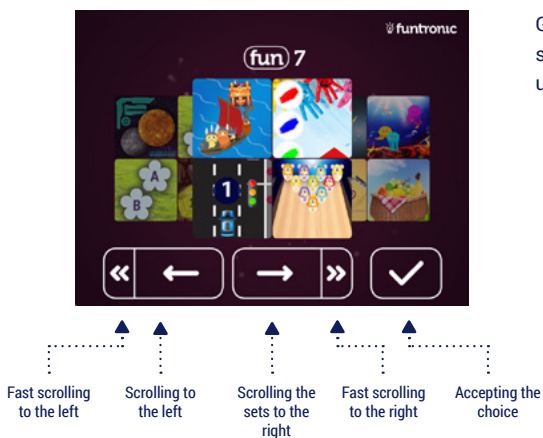 funtronic
fun 7
A
B
1
Fast scrolling
to the left
Scrolling to
the left
Scrolling the
sets to the
right
Fast scrolling
to the right
Accepting the
choice